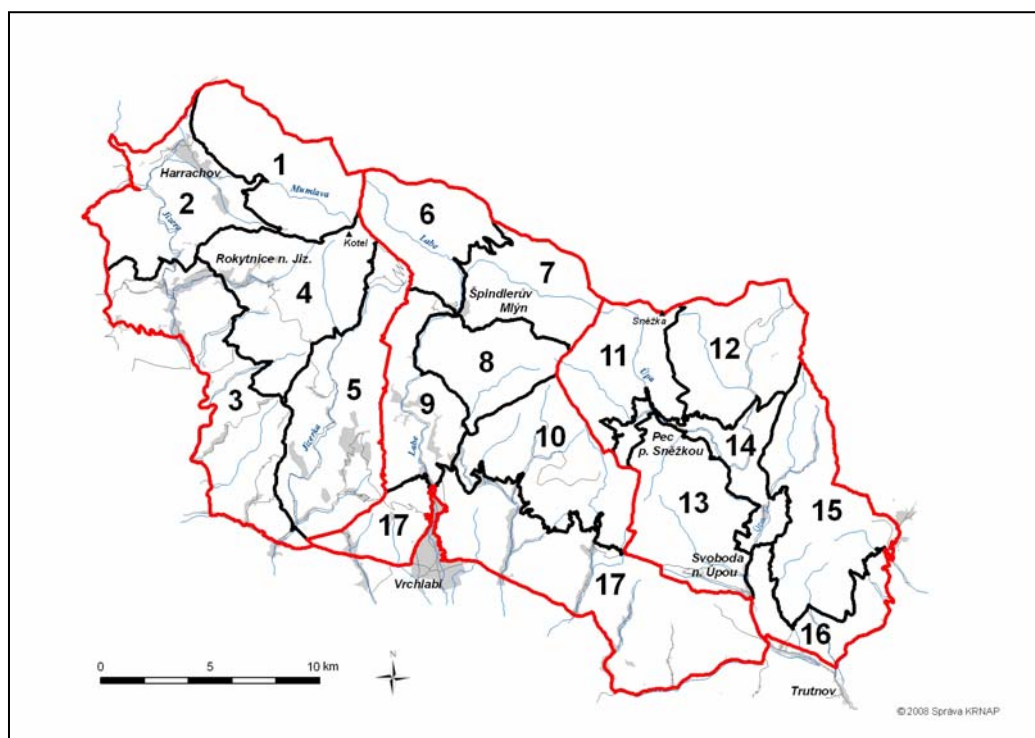 1
Harrachov
Mumlava
2
Jizera
6
Labe
Kotel
Rokytnice n. Jiz.
7
4
Špindlerův
Mlýn
Sněžka
12
11
8
Úpa
3
5
9
Jizerka
Labe
10
Pec
p. Sněžkou
14
13
15
Úpa
17
Svoboda
n. Úpou
Vrchlabí
17
16
0 5 10 km
N
Trutnov
©2008 Správa KRNAP